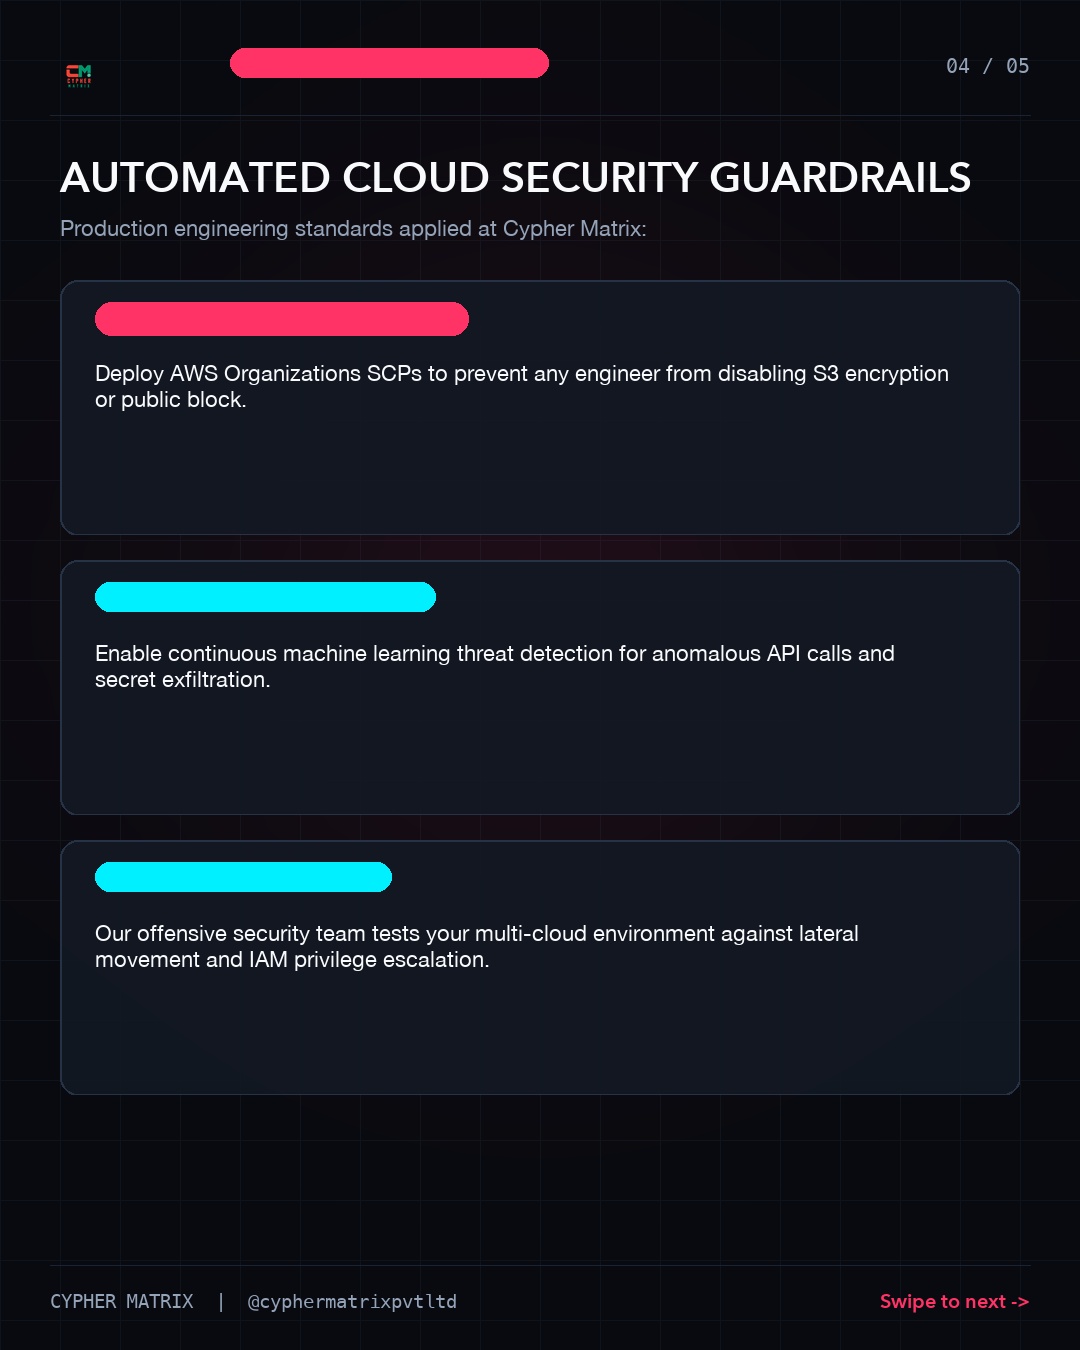 CM
CYPHER
MATRIX
04 / 05
AUTOMATED CLOUD SECURITY GUARDRAILS
Production engineering standards applied at Cypher Matrix:
Deploy AWS Organizations SCPs to prevent any engineer from disabling S3 encryption
or public block.
Enable continuous machine learning threat detection for anomalous API calls and
secret exfiltration.
Our offensive security team tests your multi-cloud environment against lateral
movement and IAM privilege escalation.
CYPHER MATRIX | @cyphermatrixpvtltd
Swipe to next ->